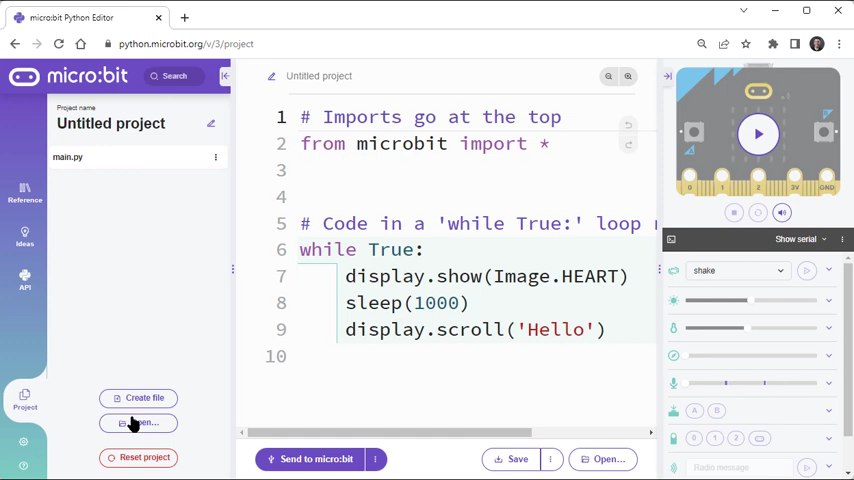 micro:bit Python Editor
python.microbit.org/v/3/project
micro:bit
Search
Untitled project
Project name
Untitled project
main.py
Reference
Ideas
API
Project
Create file
Reset project
1 # Imports go at the top
2 from microbit import *
3
4
5 # Code in a 'while True:' loop
6 while True:
7 display.show(Image.HEART)
8 sleep(1000)
9 display.scroll('Hello')
10
Send to micro:bit
Save
Open...
0 1 2 3V GND
Show serial
shake
A B
0 1 2
Radio message